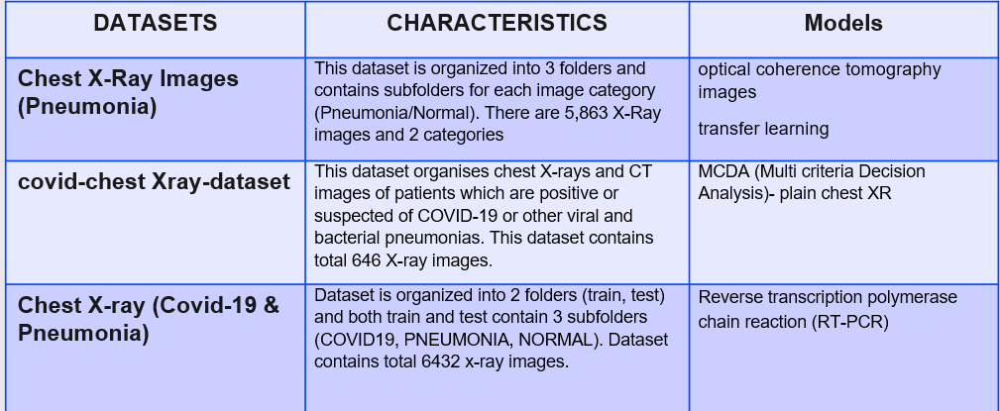 DATASETS
CHARACTERISTICS
Models
Chest X-Ray Images
(Pneumonia)
This dataset is organized into 3 folders and
contains subfolders for each image category
(Pneumonia/Normal). There are 5,863 X-Ray
images and 2 categories
optical coherence tomography
images
transfer learning
covid-chest Xray-dataset
This dataset organises chest X-rays and CT
images of patients which are positive or
suspected of COVID-19 or other viral and
bacterial pneumonias. This dataset contains
total 646 X-ray images.
MCDA (Multi criteria Decision
Analysis)- plain chest XR
Chest X-ray (Covid-19 &
Pneumonia)
Dataset is organized into 2 folders (train, test)
and both train and test contain 3 subfolders
(COVID19, PNEUMONIA, NORMAL). Dataset
contains total 6432 x-ray images.
Reverse transcription polymerase
chain reaction (RT-PCR)